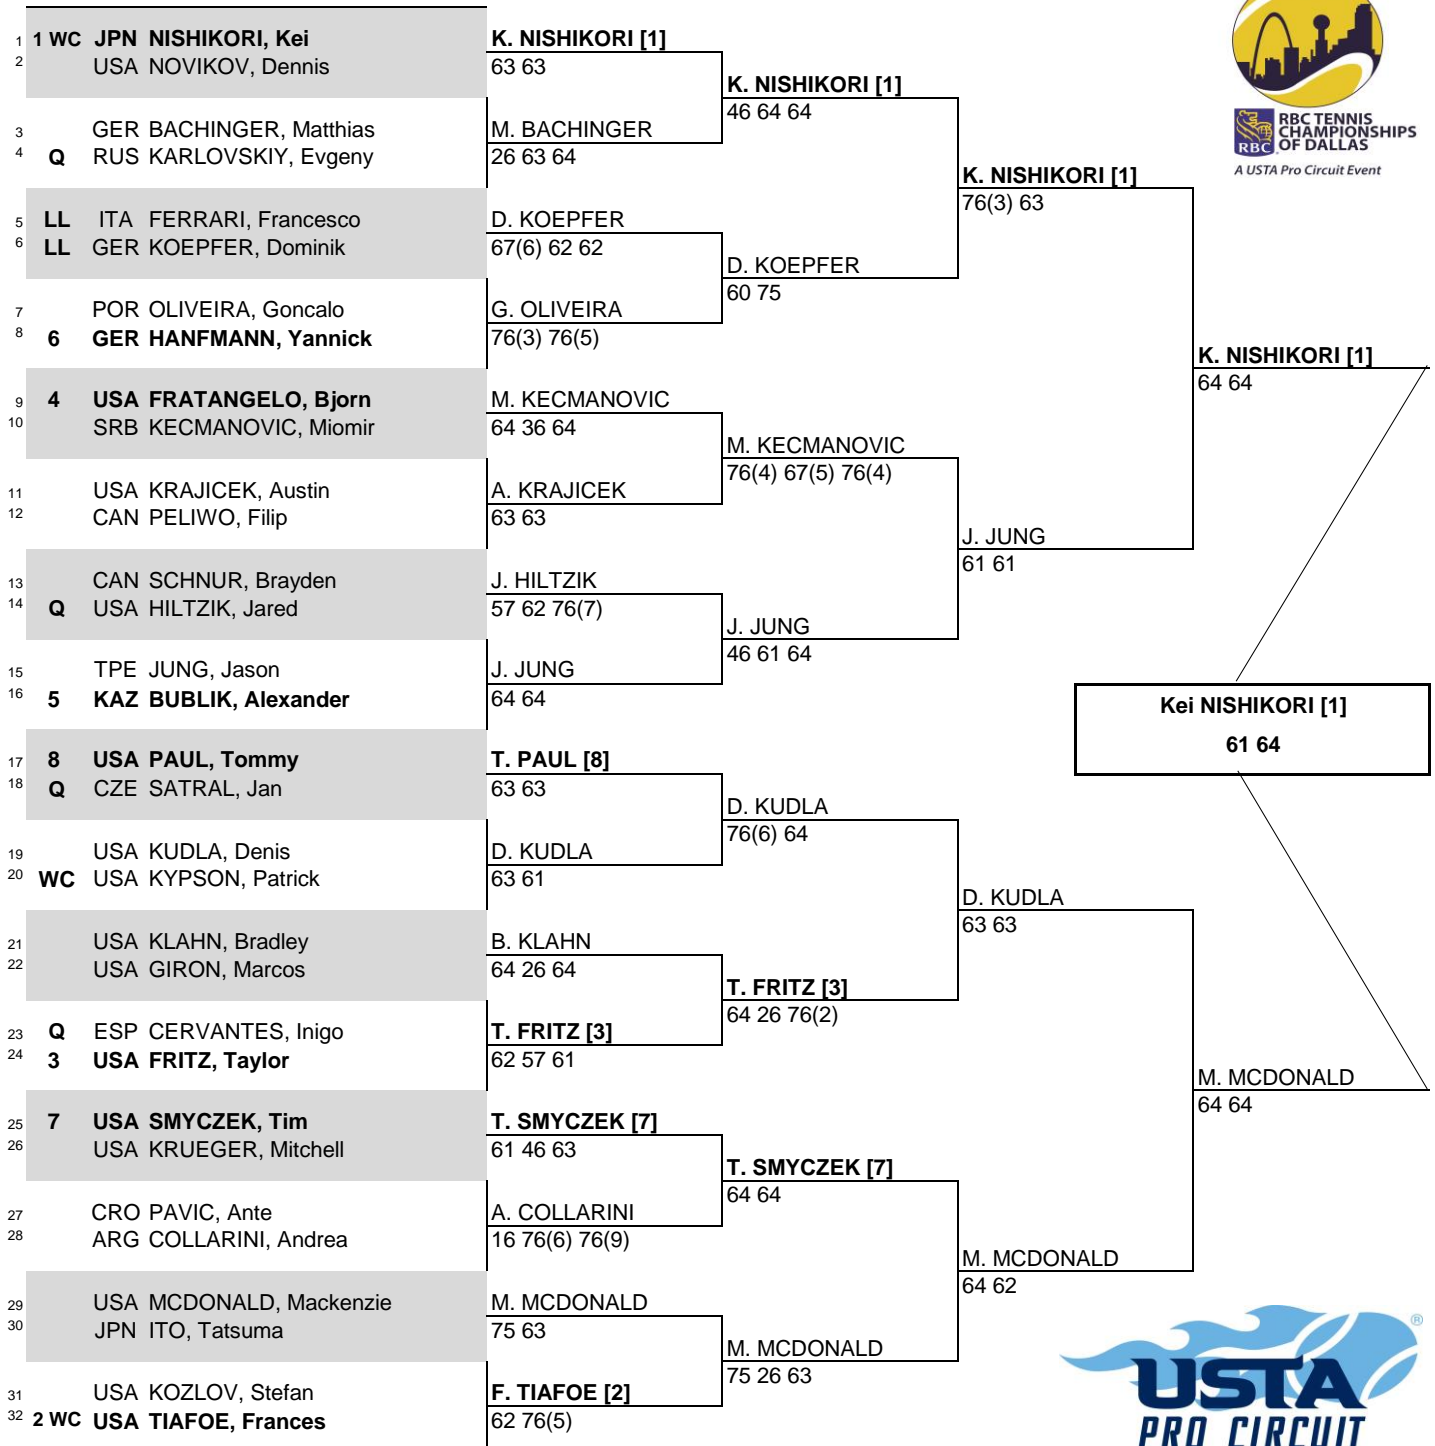 1 1 WC JPN NISHIKORI, Kei
2 USA NOVIKOV, Dennis
3 GER BACHINGER, Matthias
4 Q RUS KARLOVSKIY, Evgeny
5 LL ITA FERRARI, Francesco
6 LL GER KOEPFER, Dominik
7 POR OLIVEIRA, Goncalo
8 6 GER HANFMANN, Yannick
9 4 USA FRATANGELO, Bjorn
10 SRB KECMANOVIC, Miomir
11 USA KRAJICEK, Austin
12 CAN PELIWO, Filip
13 CAN SCHNUR, Brayden
14 Q USA HILTZIK, Jared
15 TPE JUNG, Jason
16 5 KAZ BUBLIK, Alexander
17 8 USA PAUL, Tommy
18 Q CZE SATRAL, Jan
19 USA KUDLA, Denis
20 WC USA KYPSON, Patrick
21 USA KLAHN, Bradley
22 USA GIRON, Marcos
23 Q ESP CERVANTES, Inigo
24 3 USA FRITZ, Taylor
25 7 USA SMYCZEK, Tim
26 USA KRUEGER, Mitchell
27 CRO PAVIC, Ante
28 ARG COLLARINI, Andrea
29 USA MCDONALD, Mackenzie
30 JPN ITO, Tatsuma
31 USA KOZLOV, Stefan
32 2 WC USA TIAFOE, Frances
K. NISHIKORI [1]
63 63
M. BACHINGER
26 63 64
D. KOEPFER
67(6) 62 62
G. OLIVEIRA
76(3) 76(5)
M. KECMANOVIC
64 36 64
A. KRAJICEK
63 63
J. HILTZIK
57 62 76(7)
J. JUNG
64 64
T. PAUL [8]
63 63
D. KUDLA
63 61
B. KLAHN
64 26 64
T. FRITZ [3]
62 57 61
T. SMYCZEK [7]
61 46 63
A. COLLARINI
16 76(6) 76(9)
M. MCDONALD
75 63
F. TIAFOE [2]
62 76(5)
K. NISHIKORI [1]
46 64 64
D. KOEPFER
60 75
M. KECMANOVIC
76(4) 67(5) 76(4)
J. JUNG
46 61 64
D. KUDLA
76(6) 64
T. FRITZ [3]
64 26 76(2)
T. SMYCZEK [7]
64 64
M. MCDONALD
75 26 63
K. NISHIKORI [1]
76(3) 63
J. JUNG
61 61
D. KUDLA
63 63
M. MCDONALD
64 62
K. NISHIKORI [1]
64 64
M. MCDONALD
64 64
Kei NISHIKORI [1]
61 64
RBC
RBC TENNIS
CHAMPIONSHIPS
OF DALLAS
A USTA Pro Circuit Event
®
USTA
PRO CIRCUIT